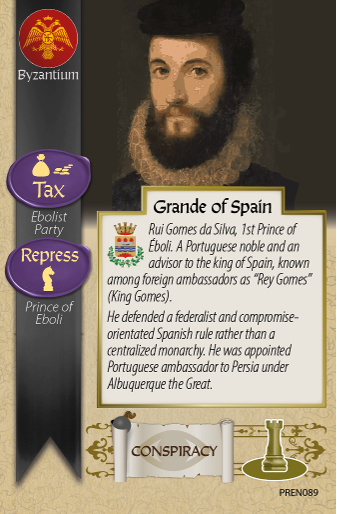 Byzantium
Tax
Ebolist
Party
Repress
Prince of
Eboli
Grande of Spain
Rui Gomes da Silva, 1st Prince of
Éboli. A Portuguese noble and an
advisor to the king of Spain, known
among foreign ambassadors as “Rey Gomes”
(King Gomes).
He defended a federalist and compromise-
orientated Spanish rule rather than a
centralized monarchy. He was appointed
Portuguese ambassador to Persia under
Albuquerque the Great.
CONSPIRACY
PREN089